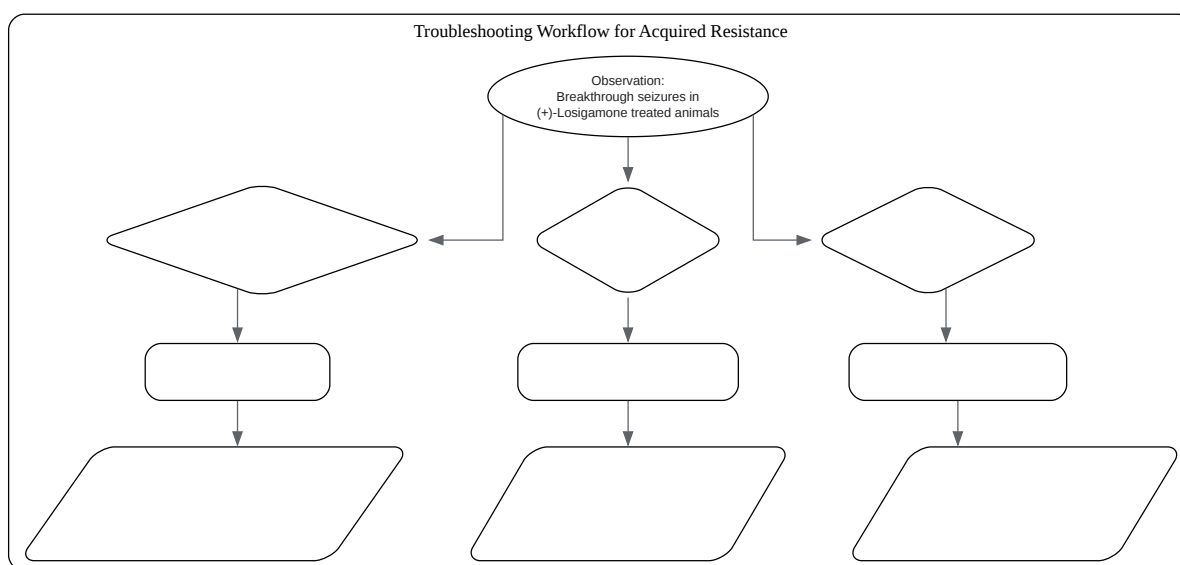 Troubleshooting Workflow for Acquired Resistance
Observation:
Breakthrough seizures in
(+)-Losigamone treated animals